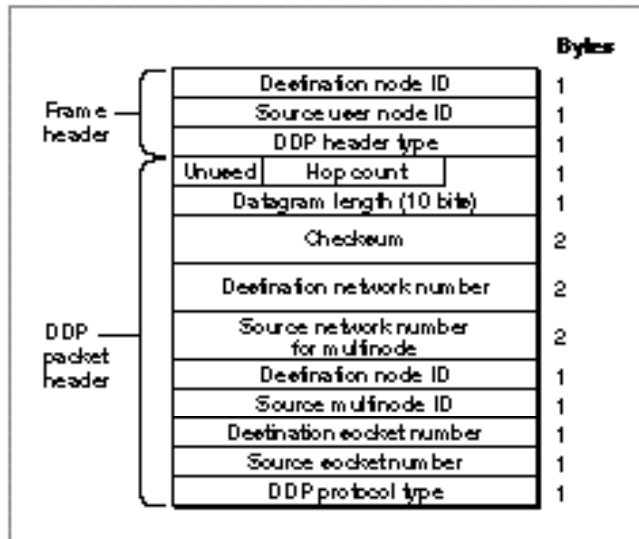 Bytes
Frame header
Destination node ID 1
Source user node ID 1
DDP header type 1
DDP packet header
Unused Hop count 1
Datagram length (10 bits) 1
Checksum 2
Destination network number 2
Source network number
for multinode 2
Destination node ID 1
Source multinode ID 1
Destination socket number 1
Source socket number 1
DDP protocol type 1